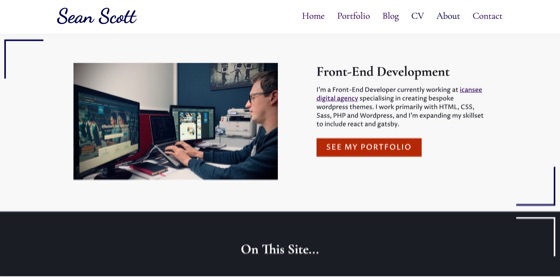 Sean Scott
Home Portfolio Blog CV About Contact
Front-End Development
I'm a Front-End Developer currently working at icansee
digital agency specialising in creating bespoke
wordpress themes. I work primarily with HTML, CSS,
Sass, PHP and Wordpress, and I'm expanding my skillset
to include react and gatsby.
SEE MY PORTFOLIO
On This Site...